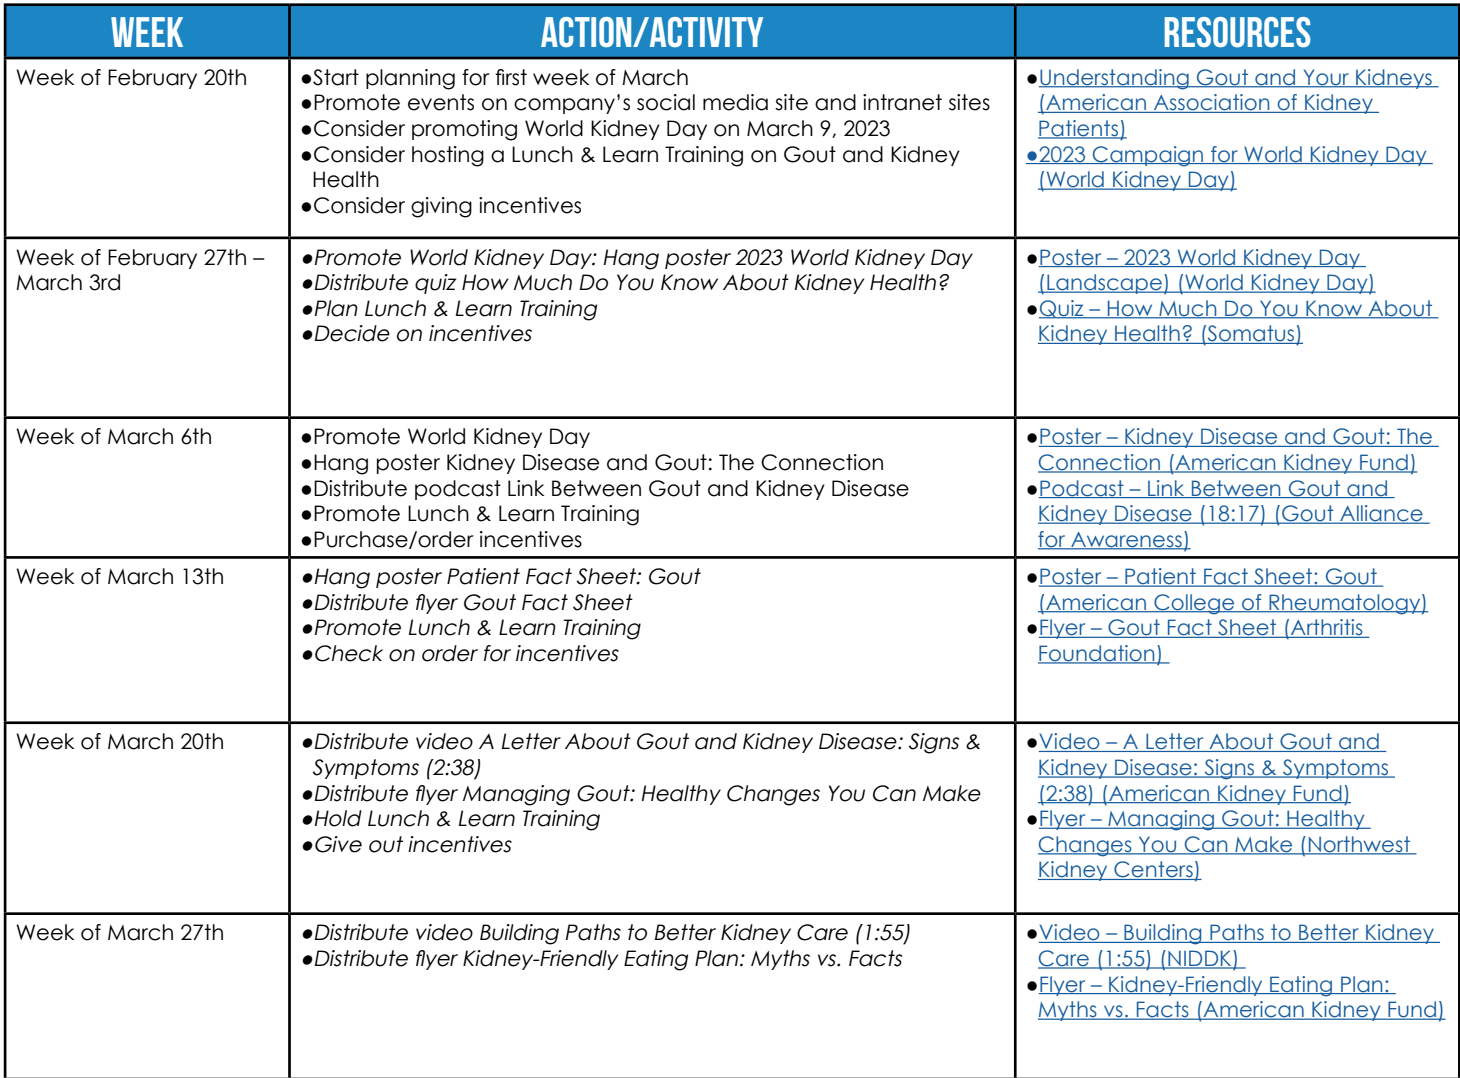 WEEK
ACTION/ACTIVITY
RESOURCES
Week of February 20th
●Start planning for first week of March
●Promote events on company's social media site and intranet sites
●Consider promoting World Kidney Day on March 9, 2023
●Consider hosting a Lunch & Learn Training on Gout and Kidney
Health
●Consider giving incentives
●Understanding Gout and Your Kidneys
(American Association of Kidney
Patients)
●2023 Campaign for World Kidney Day
(World Kidney Day)
Week of February 27th –
March 3rd
●Promote World Kidney Day: Hang poster 2023 World Kidney Day
●Distribute quiz How Much Do You Know About Kidney Health?
●Plan Lunch & Learn Training
●Decide on incentives
●Poster – 2023 World Kidney Day
(Landscape) (World Kidney Day)
●Quiz – How Much Do You Know About
Kidney Health? (Somatus)
Week of March 6th
●Promote World Kidney Day
●Hang poster Kidney Disease and Gout: The Connection
●Distribute podcast Link Between Gout and Kidney Disease
●Promote Lunch & Learn Training
●Purchase/order incentives
●Poster – Kidney Disease and Gout: The
Connection (American Kidney Fund)
●Podcast – Link Between Gout and
Kidney Disease (18:17) (Gout Alliance
for Awareness)
Week of March 13th
●Hang poster Patient Fact Sheet: Gout
●Distribute flyer Gout Fact Sheet
●Promote Lunch & Learn Training
●Check on order for incentives
●Poster – Patient Fact Sheet: Gout
(American College of Rheumatology)
●Flyer – Gout Fact Sheet (Arthritis
Foundation)
Week of March 20th
●Distribute video A Letter About Gout and Kidney Disease: Signs &
Symptoms (2:38)
●Distribute flyer Managing Gout: Healthy Changes You Can Make
●Hold Lunch & Learn Training
●Give out incentives
●Video – A Letter About Gout and
Kidney Disease: Signs & Symptoms
(2:38) (American Kidney Fund)
●Flyer – Managing Gout: Healthy
Changes You Can Make (Northwest
Kidney Centers)
Week of March 27th
●Distribute video Building Paths to Better Kidney Care (1:55)
●Distribute flyer Kidney-Friendly Eating Plan: Myths vs. Facts
●Video – Building Paths to Better Kidney
Care (1:55) (NIDDK)
●Flyer – Kidney-Friendly Eating Plan:
Myths vs. Facts (American Kidney Fund)